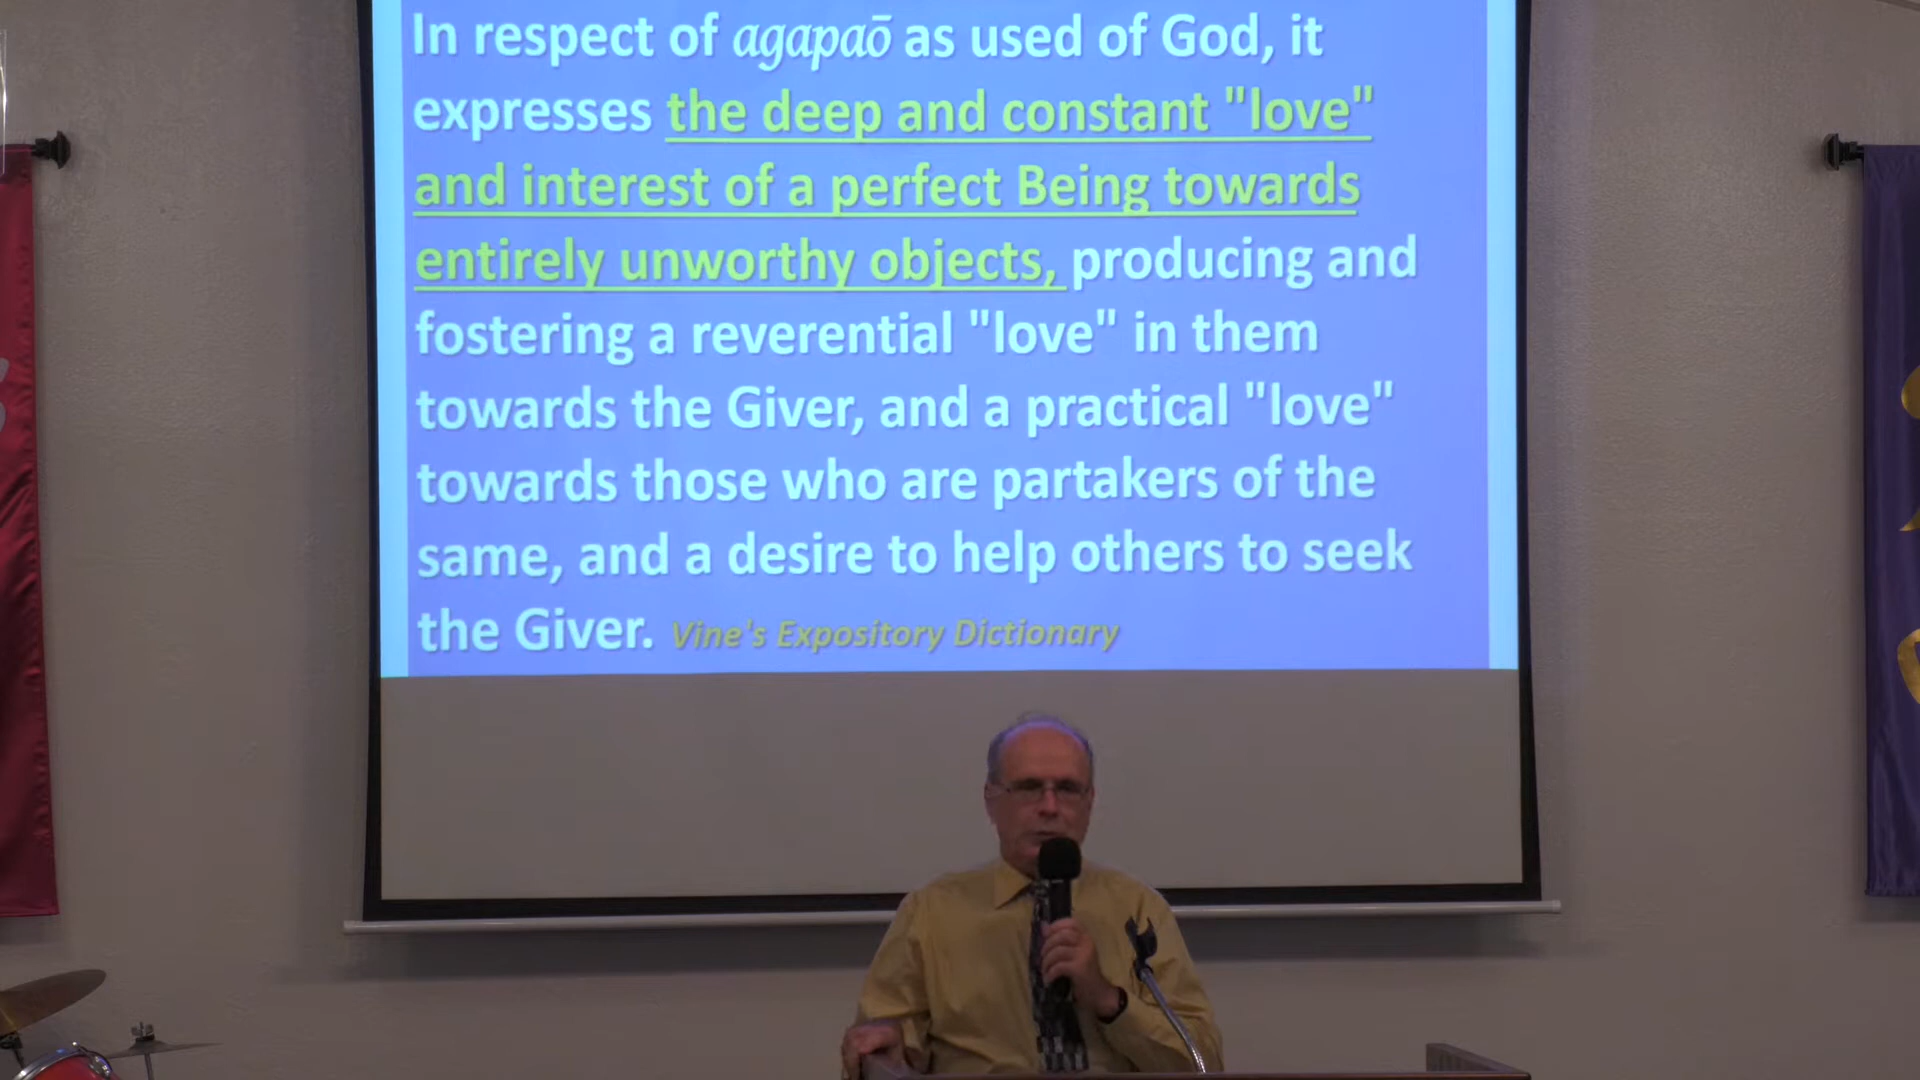 In respect of agapaō as used of God, it
expresses the deep and constant "love"
and interest of a perfect Being towards
entirely unworthy objects, producing and
fostering a reverential "love" in them
towards the Giver, and a practical "love"
towards those who are partakers of the
same, and a desire to help others to seek
the Giver. Vine's Expository Dictionary